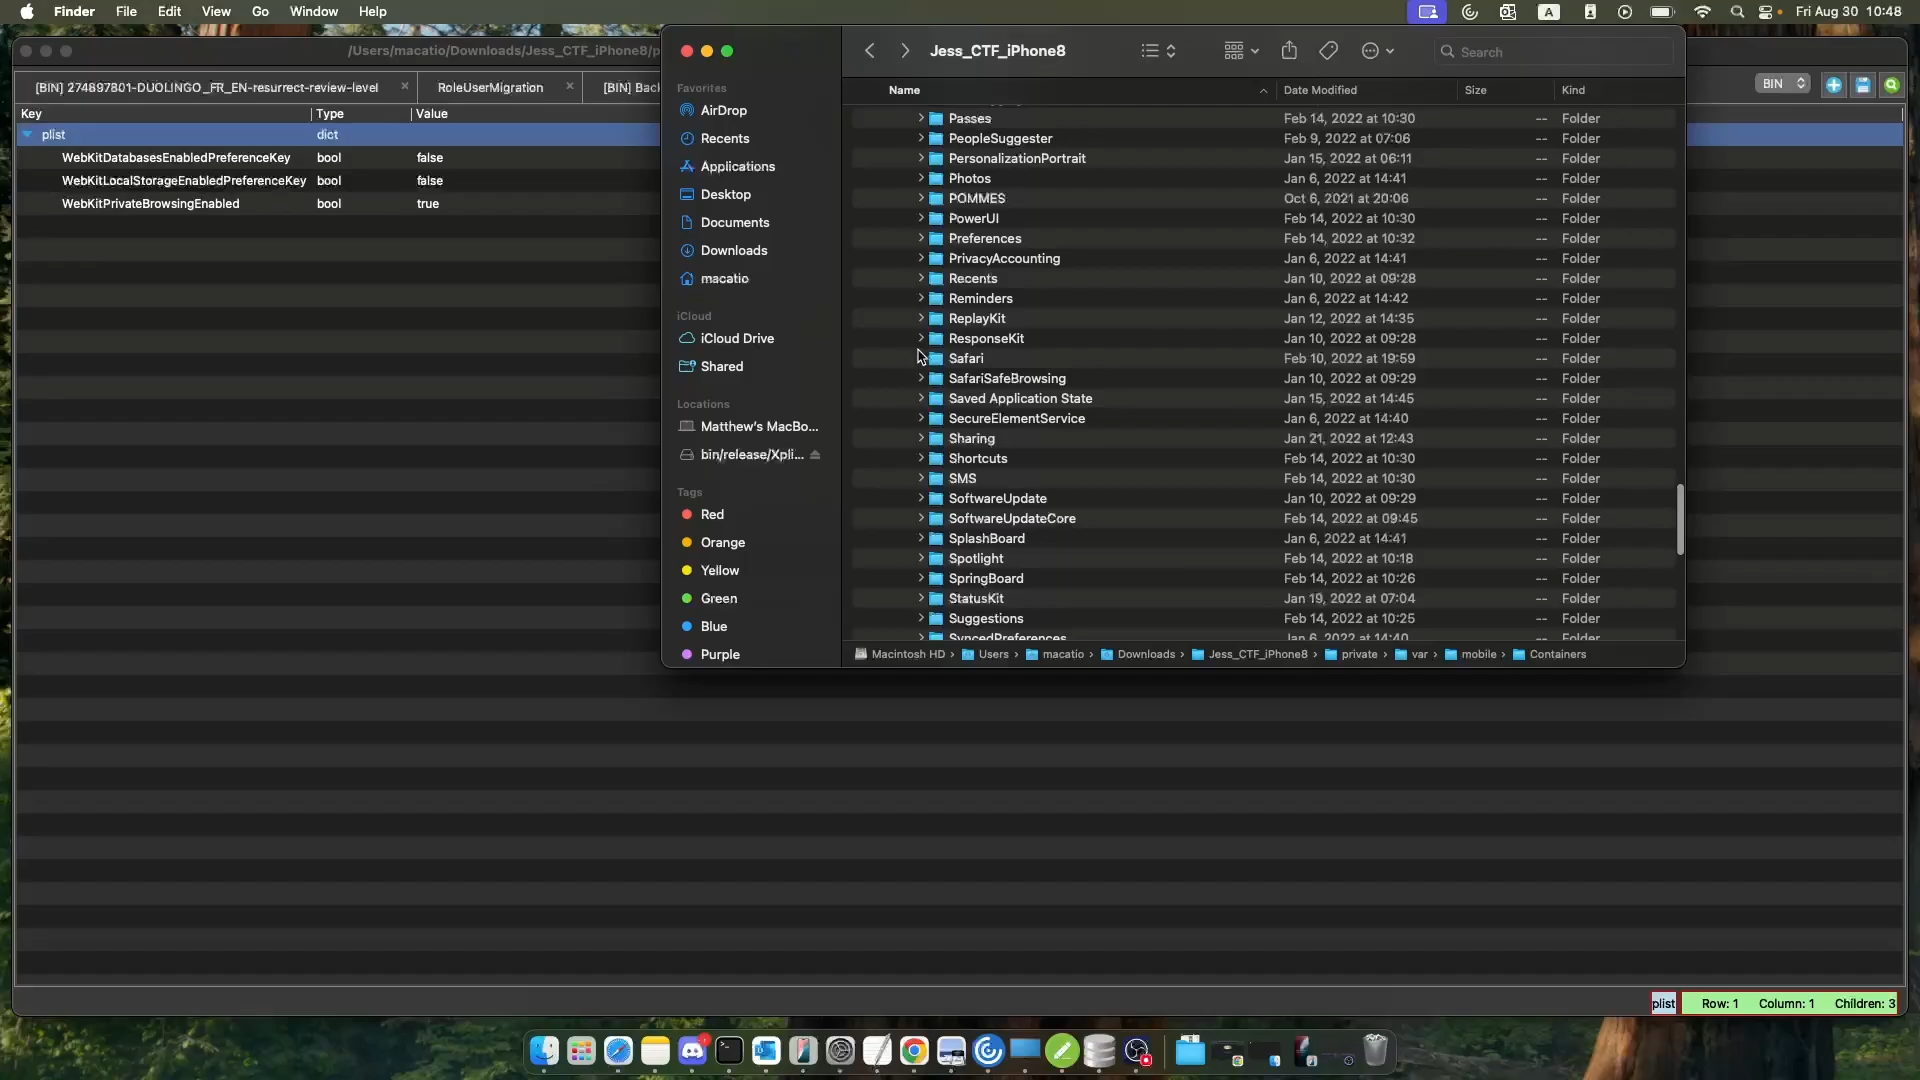 Finder File Edit View Go Window Help
A
Fri Aug 30 10:48
/Users/macatio/Downloads/Jess_CTF_iPhone8/p
[BIN] 274897801-DUOLINGO_FR_EN-resurrect-review-level
RoleUserMigration
[BIN] Back
BIN
Key Type Value
plist dict
WebKitDatabasesEnabledPreferenceKey bool false
WebKitLocalStorageEnabledPreferenceKey bool false
WebKitPrivateBrowsingEnabled bool true
Favorites
AirDrop
Recents
Applications
Desktop
Documents
Downloads
macatio
iCloud
iCloud Drive
Shared
Locations
Matthew's MacBo...
bin/release/Xpli...
Tags
Red
Orange
Yellow
Green
Blue
Purple
Jess_CTF_iPhone8
Search
Name Date Modified Size Kind
Passes Feb 14, 2022 at 10:30 -- Folder
PeopleSuggester Feb 9, 2022 at 07:06 -- Folder
PersonalizationPortrait Jan 15, 2022 at 06:11 -- Folder
Photos Jan 6, 2022 at 14:41 -- Folder
POMMES Oct 6, 2021 at 20:06 -- Folder
PowerUI Feb 14, 2022 at 10:30 -- Folder
Preferences Feb 14, 2022 at 10:32 -- Folder
PrivacyAccounting Jan 6, 2022 at 14:41 -- Folder
Recents Jan 10, 2022 at 09:28 -- Folder
Reminders Jan 6, 2022 at 14:42 -- Folder
ReplayKit Jan 12, 2022 at 14:35 -- Folder
ResponseKit Jan 10, 2022 at 09:28 -- Folder
Safari Feb 10, 2022 at 19:59 -- Folder
SafariSafeBrowsing Jan 10, 2022 at 09:29 -- Folder
Saved Application State Jan 15, 2022 at 14:45 -- Folder
SecureElementService Jan 6, 2022 at 14:40 -- Folder
Sharing Jan 21, 2022 at 12:43 -- Folder
Shortcuts Feb 14, 2022 at 10:30 -- Folder
SMS Feb 14, 2022 at 10:30 -- Folder
SoftwareUpdate Jan 10, 2022 at 09:29 -- Folder
SoftwareUpdateCore Feb 14, 2022 at 09:45 -- Folder
SplashBoard Jan 6, 2022 at 14:41 -- Folder
Spotlight Feb 14, 2022 at 10:18 -- Folder
SpringBoard Feb 14, 2022 at 10:26 -- Folder
StatusKit Jan 19, 2022 at 07:04 -- Folder
Suggestions Feb 14, 2022 at 10:25 -- Folder
SyncedPreferences Jan 6, 2022 at 14:40 -- Folder
Macintosh HD › Users › macatio › Downloads › Jess_CTF_iPhone8 › private › var › mobile › Containers
plist Row: 1 Column: 1 Children: 3